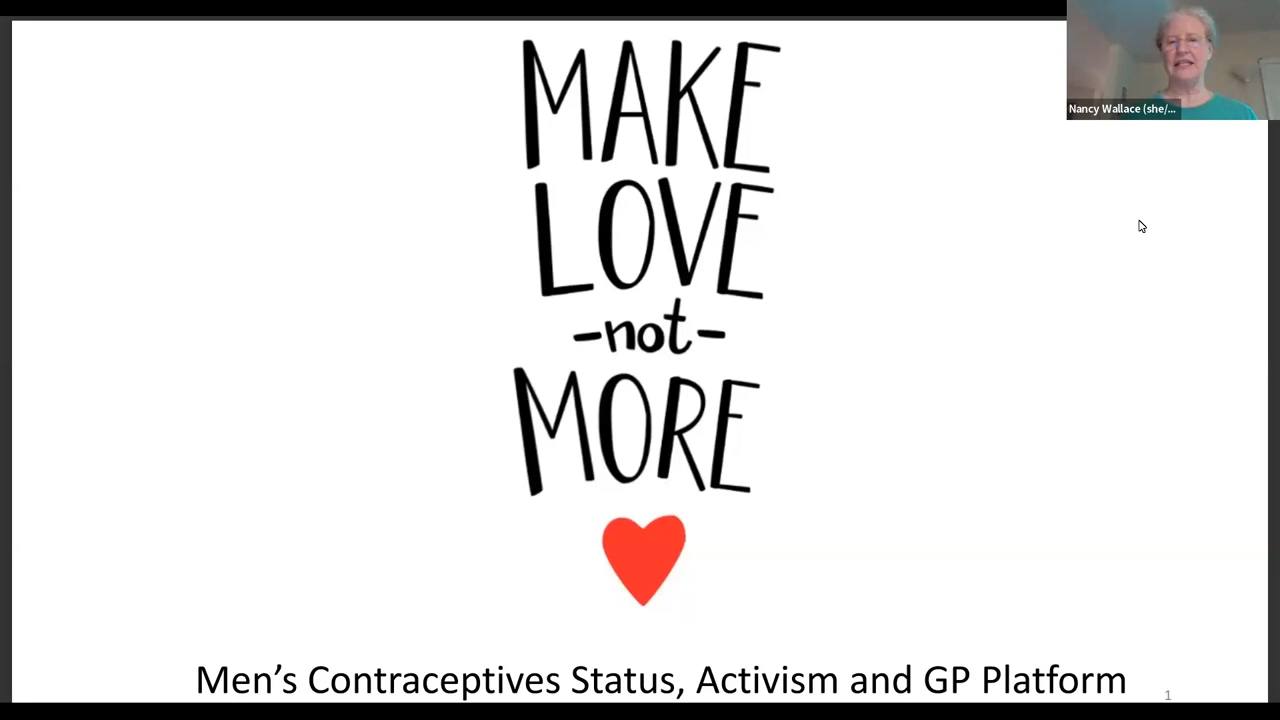 MAKE
LOVE
-not-
MORE
Men's Contraceptives Status, Activism and GP Platform
1
Nancy Wallace (she/...